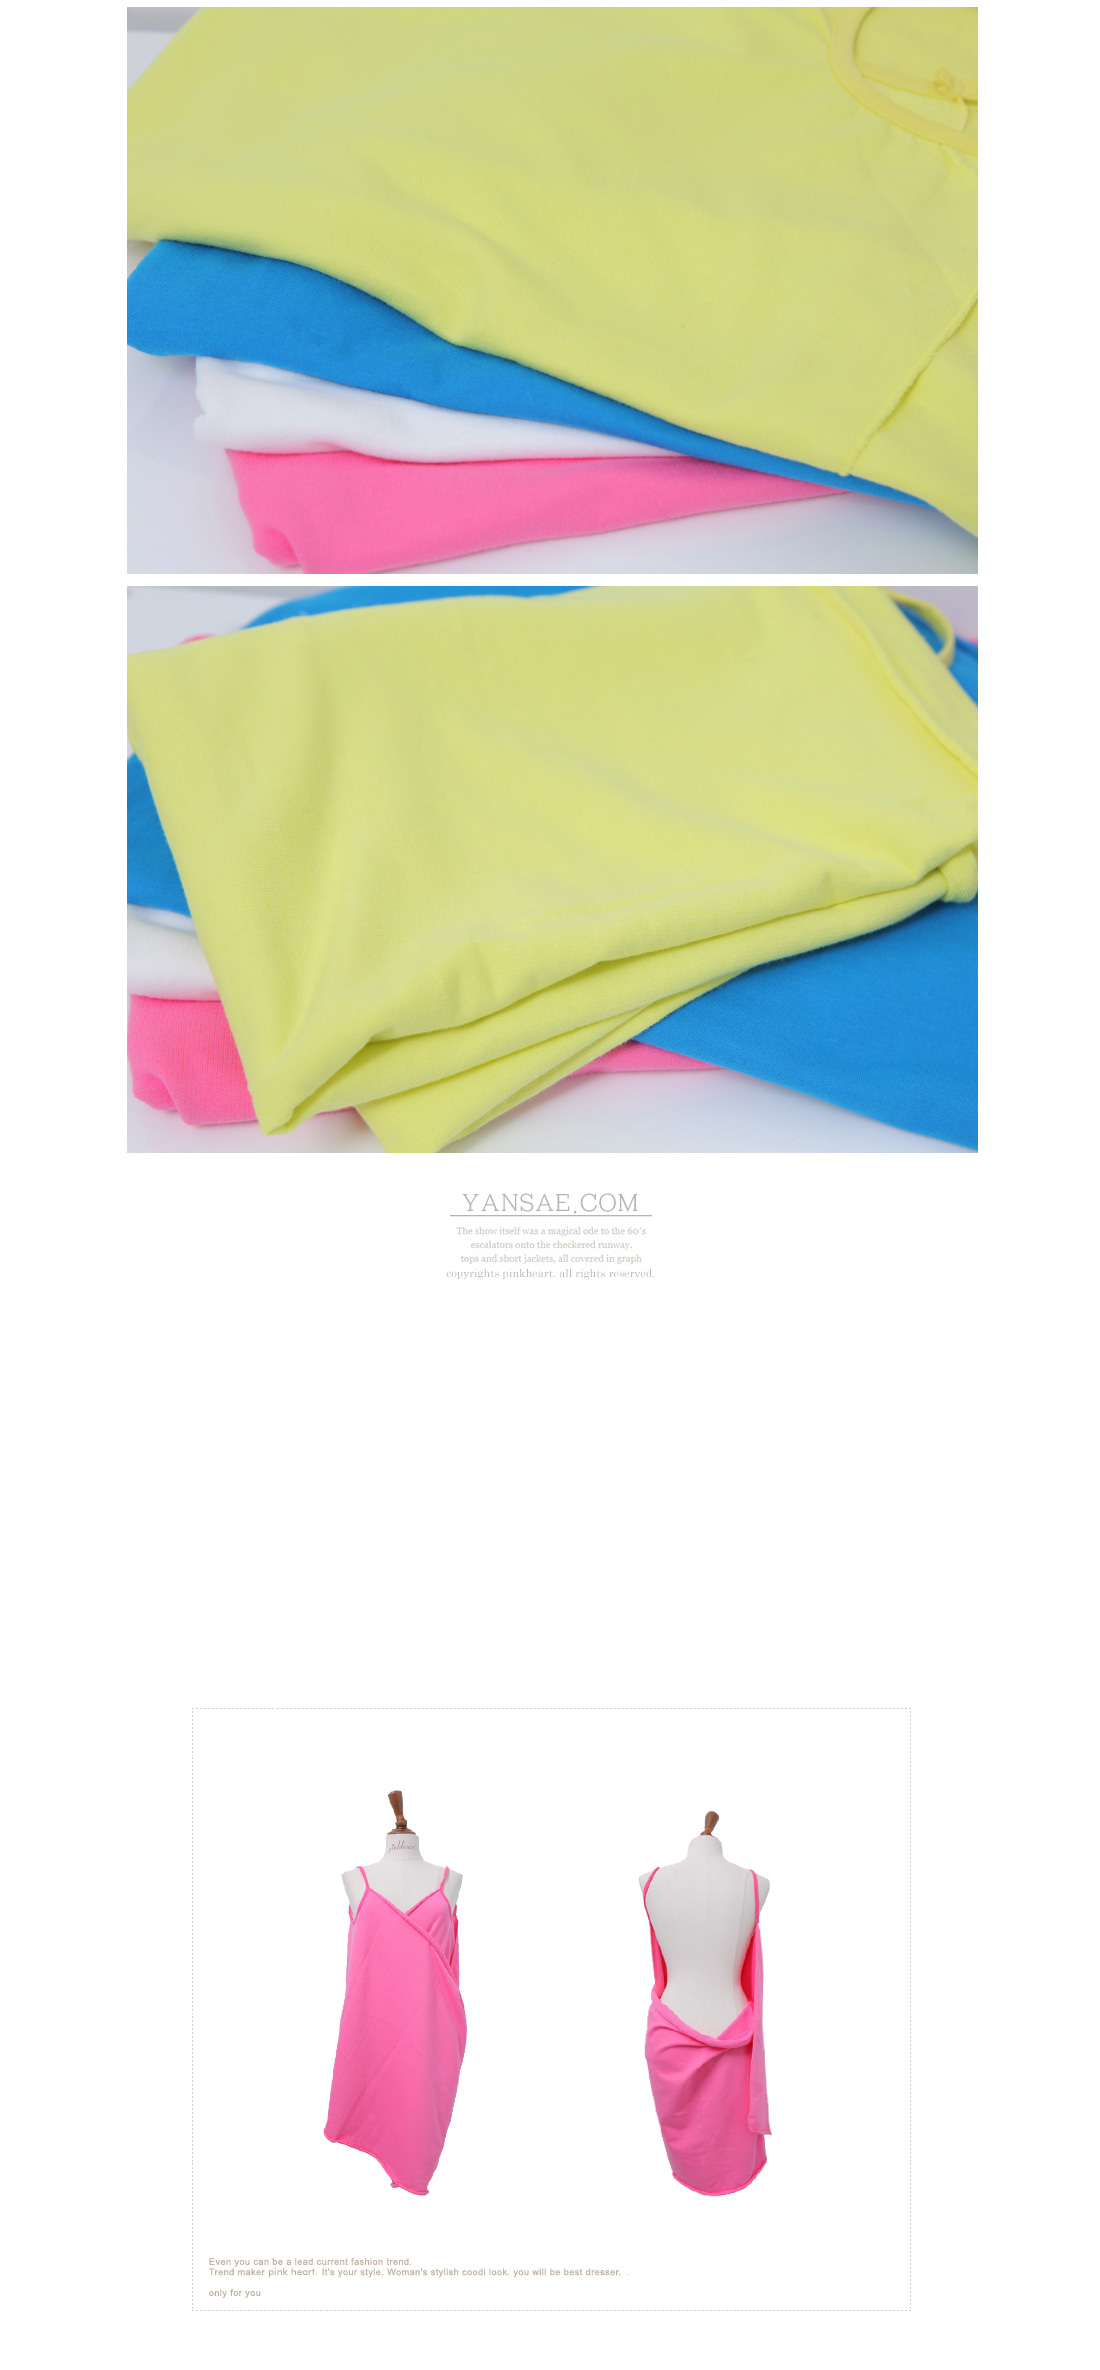 YANSAE.COM
The show itself was a magical ode to the 60's
escalators onto the checkered runway.
tops and short jackets, all covered in graph
copyrights pinkheart. all rights reserved.
Even you can be a lead current fashion trend.
Trend maker pink heart. It's your style. Woman's stylish coodi look. you will be best dresser. .
only for you